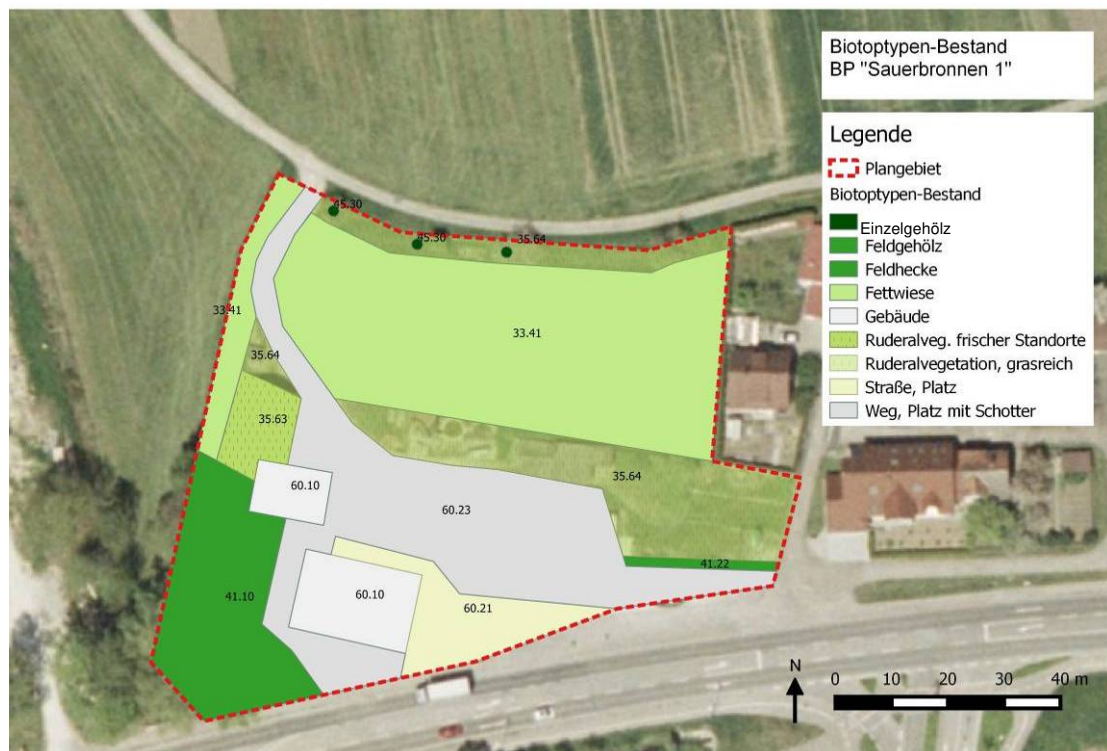 Biotoptypen-Bestand
BP "Sauerbronnen 1"
Legende
Plangebiet
Biotoptypen-Bestand
Einzelgehölz
Feldgehölz
Feldhecke
Fettwiese
Gebäude
Ruderalveg. frischer Standorte
Ruderalvegetation, grasreich
Straße, Platz
Weg, Platz mit Schotter
45.30
45.30
35.64
33.41
33.41
35.64
35.63
35.64
60.10
60.23
41.22
41.10
60.10
60.21
N
0 10 20 30 40 m